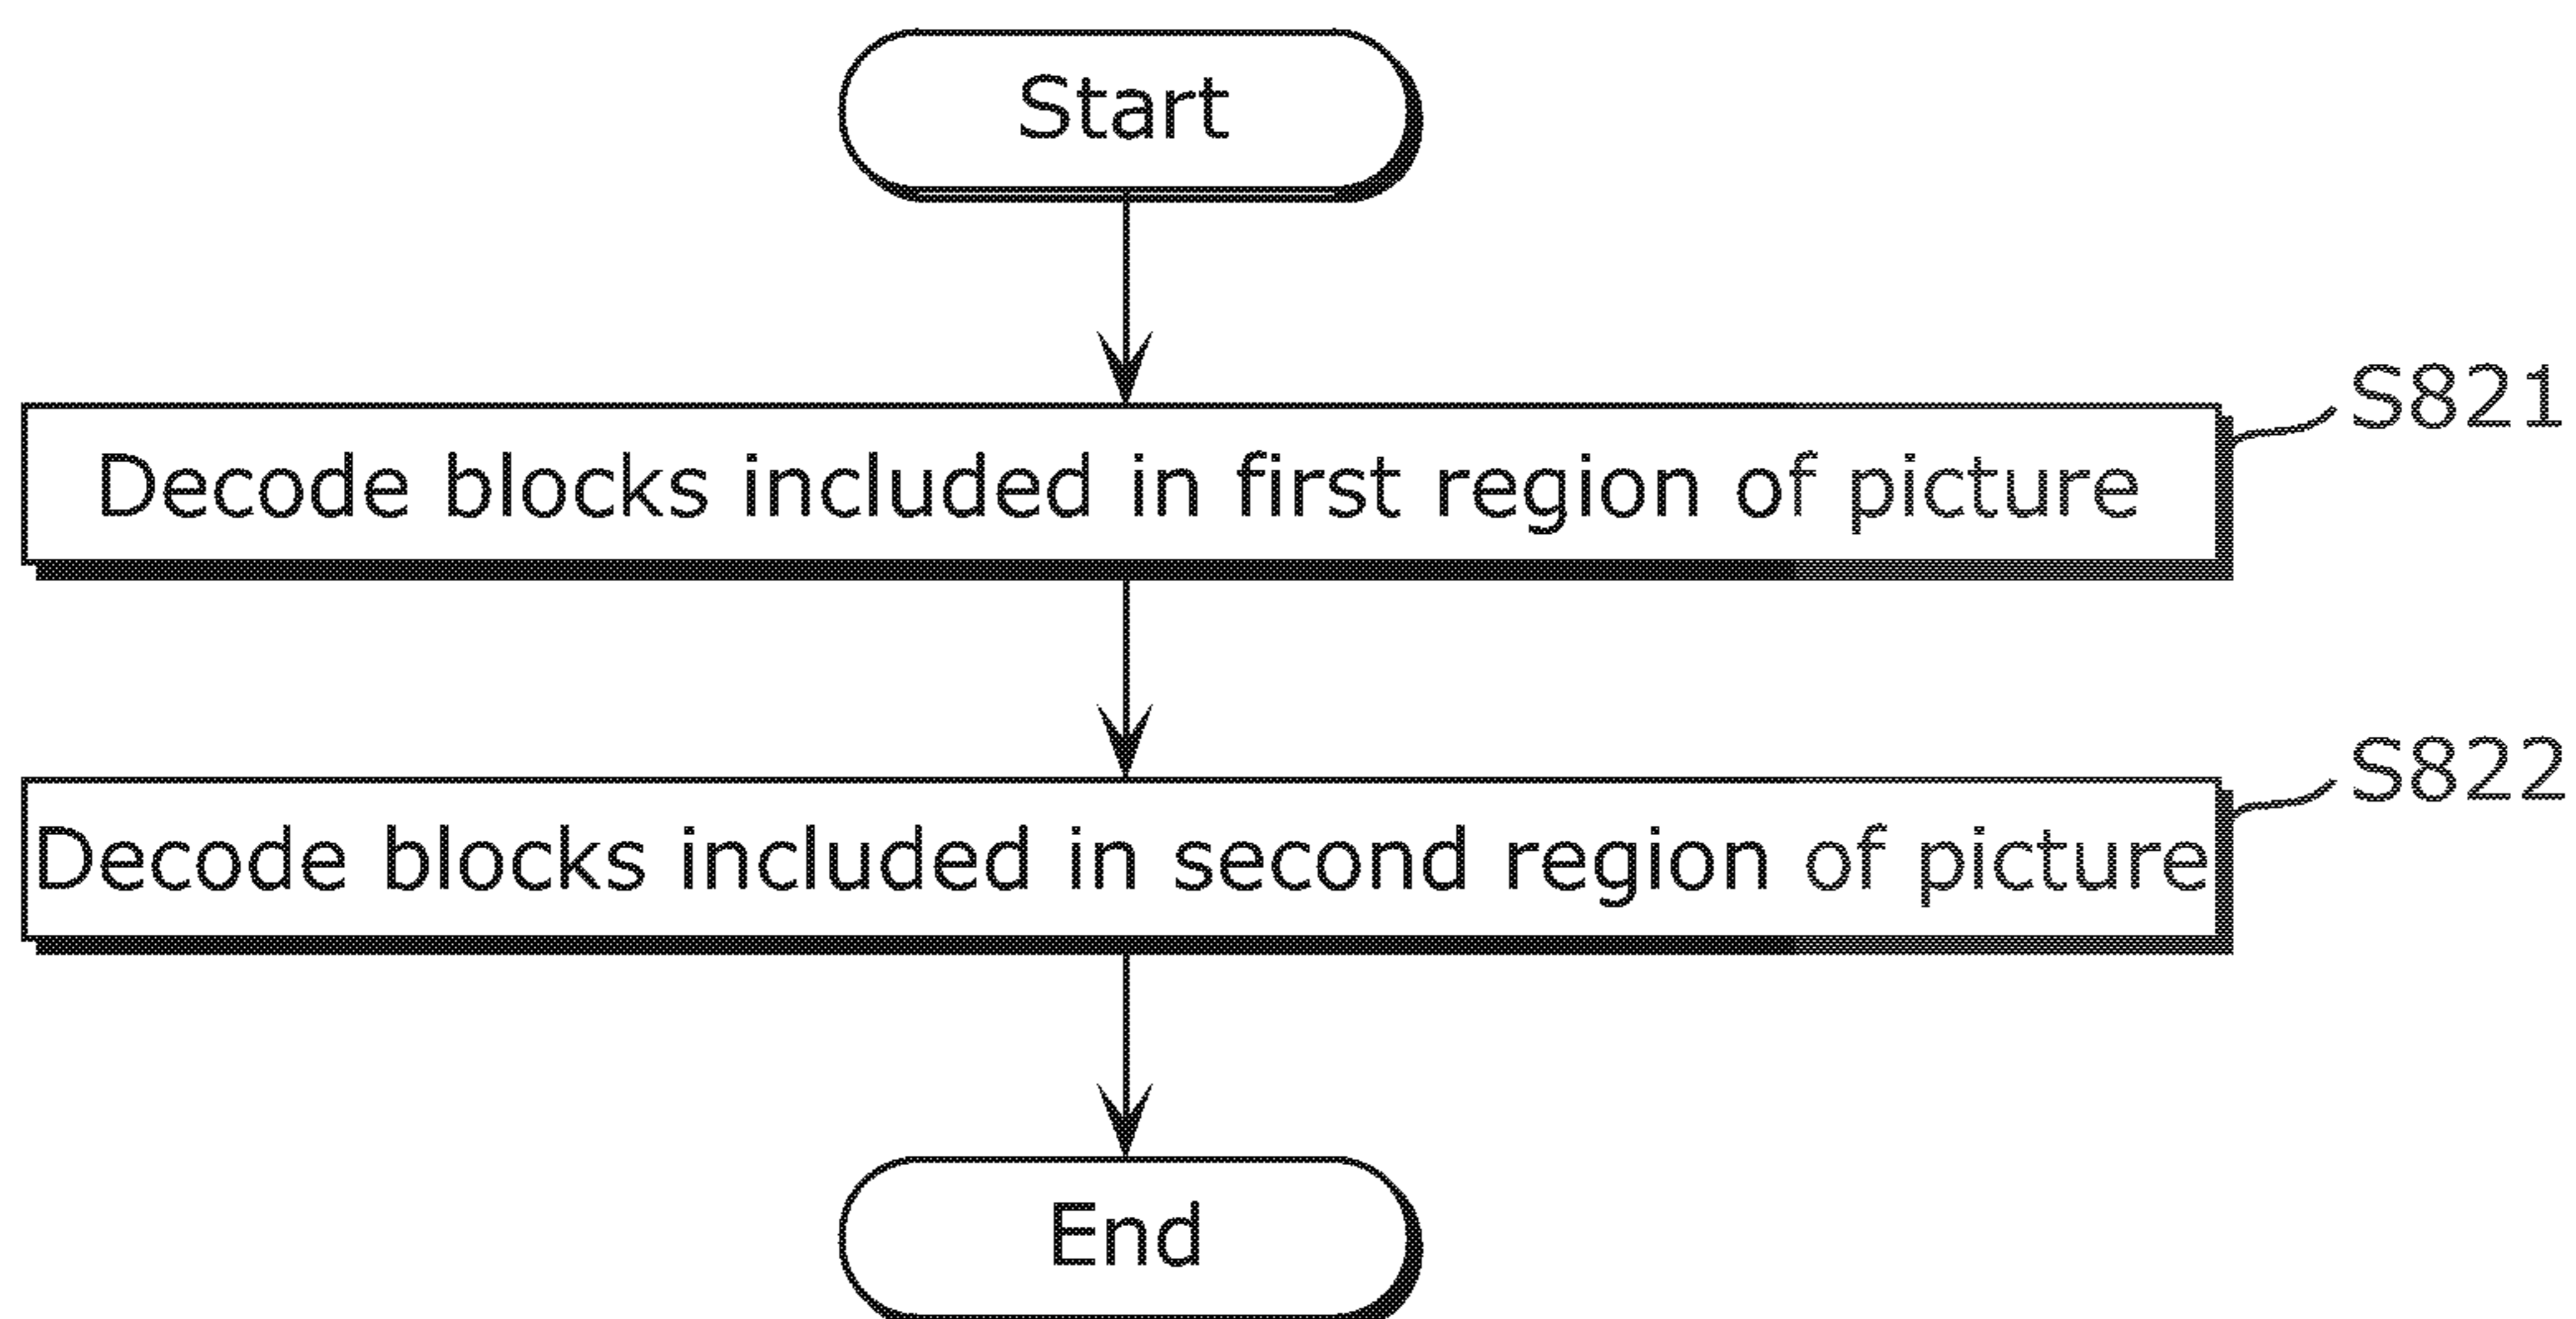 Start
S821
Decode blocks included in first region of picture
S822
Decode blocks included in second region of picture
End